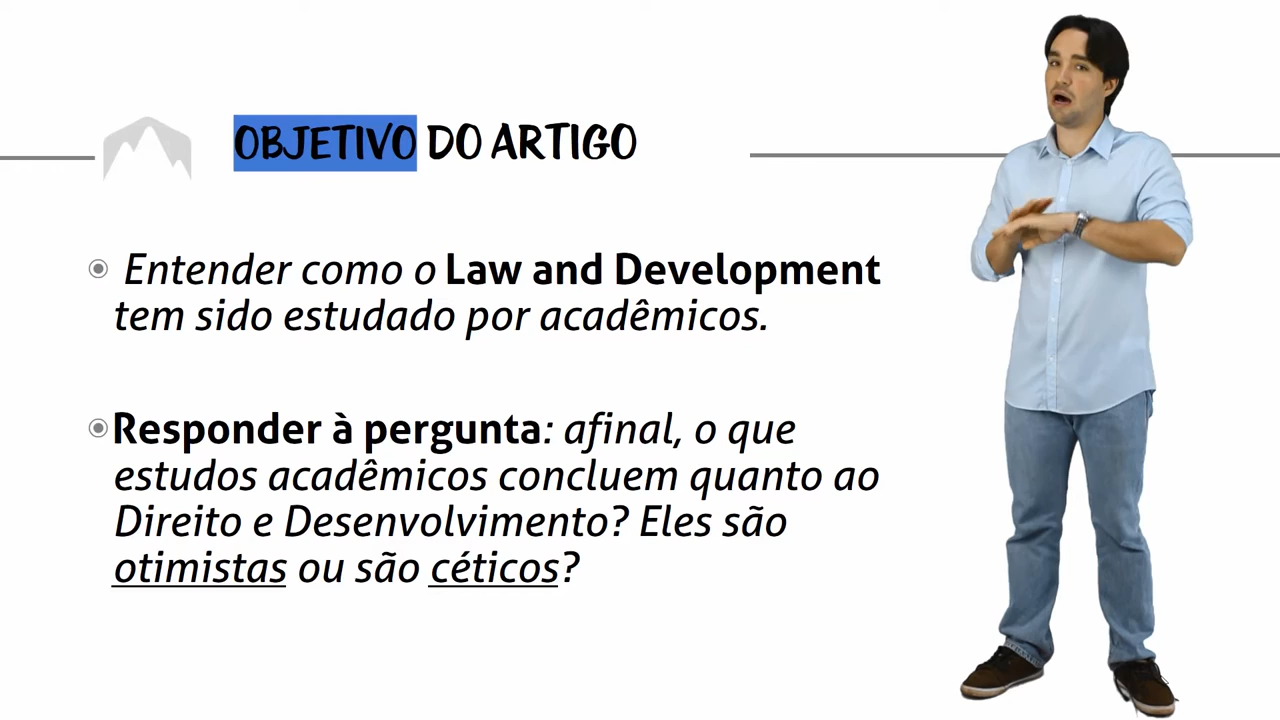 OBJETIVO DO ARTIGO
Entender como o Law and Development
tem sido estudado por acadêmicos.
Responder à pergunta: afinal, o que
estudos acadêmicos concluem quanto ao
Direito e Desenvolvimento? Eles são
otimistas ou são céticos?